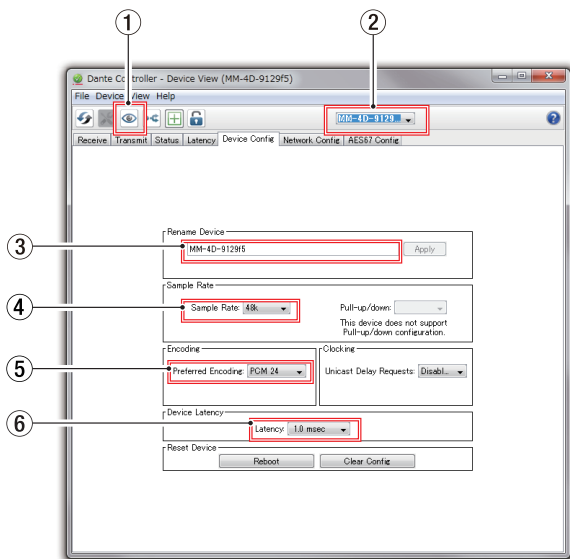 1
2
Dante Controller - Device View (MM-4D-9129f5)
File Device View Help
MM-4D-9129...
?
Receive Transmit Status Latency Device Config Network Config AES67 Config
Rename Device
3
MM-4D-9129f5
Apply
Sample Rate
4
Sample Rate: 48k
Pull-up/down:
This device does not support
Pull-up/down configuration.
Encoding
Clocking
5
Preferred Encoding: PCM 24
Unicast Delay Requests: Disabl...
Device Latency
6
Latency: 1.0 msec
Reset Device
Reboot
Clear Config